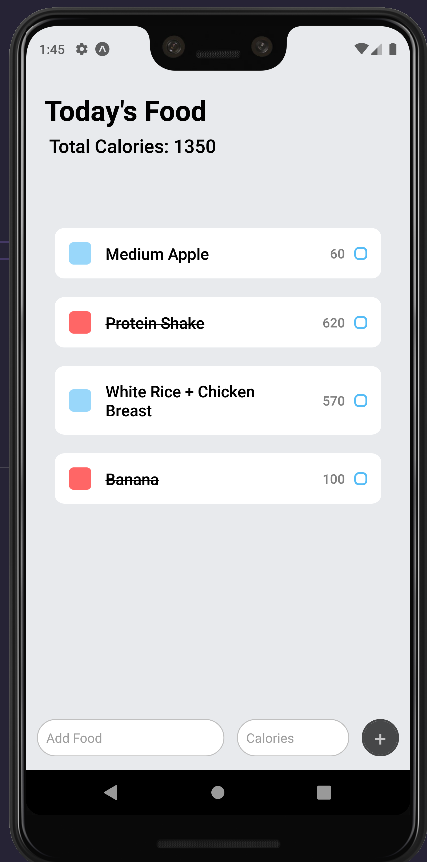 1:45
Today's Food
Total Calories: 1350
Medium Apple 60
Protein Shake 620
White Rice + Chicken 570
Breast
Banana 100
Add Food Calories +